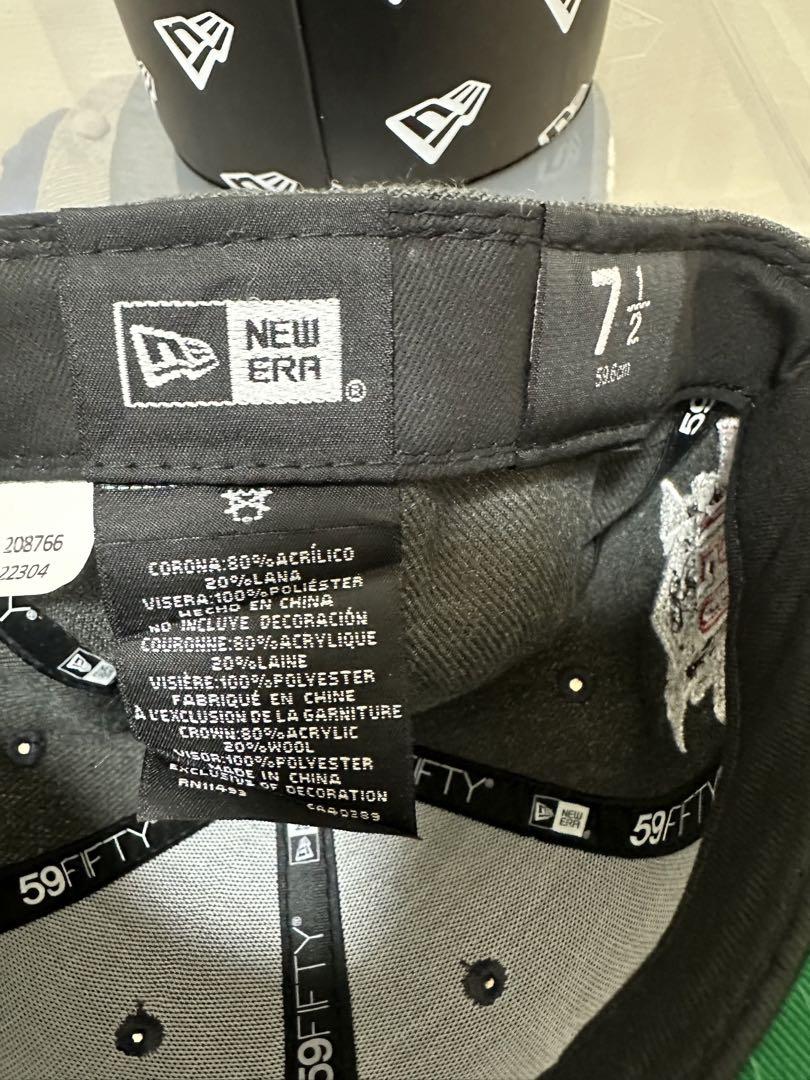 NEW
ERA
®
7 1/2
59.6cm
59
208766
22304
CORONA:80%ACRÍLICO
20%LANA
VISERA:100%POLIÉSTER
HECHO EN CHINA
NO INCLUYE DECORACIÓN
COURONNE:80%ACRYLIQUE
20%LAINE
VISIÈRE:100%POLYESTER
FABRIQUÉ EN CHINE
À L'EXCLUSION DE LA GARNITURE
CROWN:80%ACRYLIC
20%WOOL
VISOR:100%POLYESTER
MADE IN CHINA
EXCLUSIVE OF DECORATION
RN11493 CA40289
59FIFTY
FIFTY®
NEW
ERA
59FIFTY
59FIFTY®